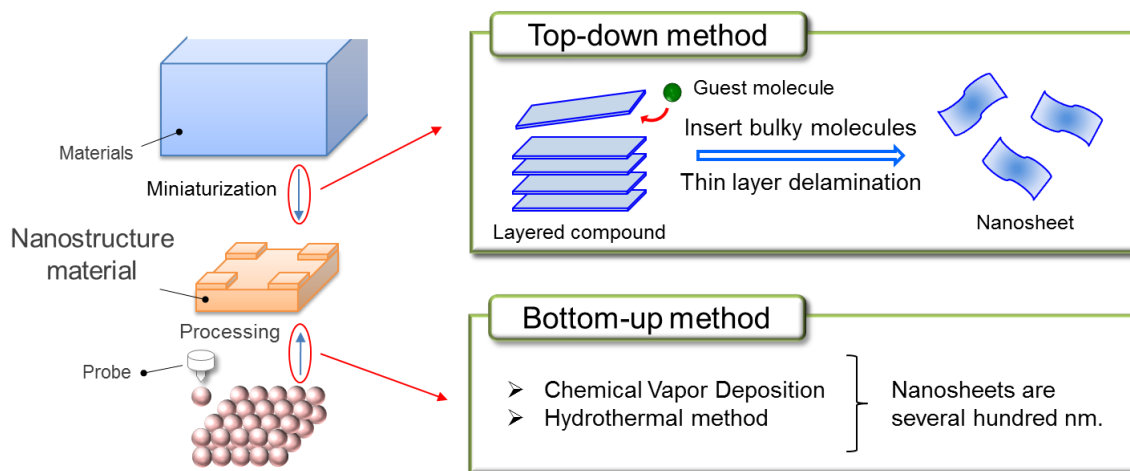 Materials
Miniaturization
Nanostructure
material
Processing
Probe
Top-down method
Guest molecule
Insert bulky molecules
Thin layer delamination
Layered compound
Nanosheet
Bottom-up method
➢ Chemical Vapor Deposition
➢ Hydrothermal method
Nanosheets are
several hundred nm.